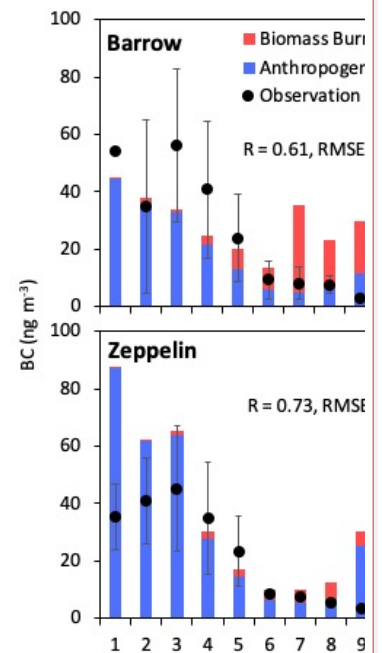 100
Barrow
Biomass Burn
Anthropoger
80
Observation
60
R = 0.61, RMSE
40
20
0
BC (ng m⁻³)
100
Zeppelin
80
R = 0.73, RMSE
60
40
20
0
1 2 3 4 5 6 7 8 9